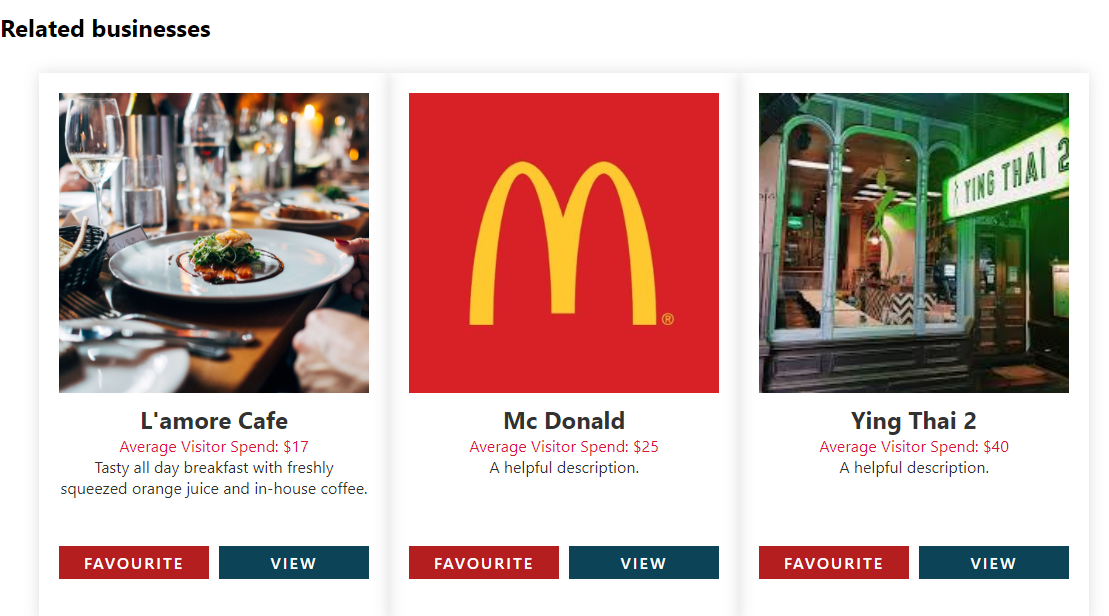 Related businesses
®
YING THAI 2
L'amore Cafe
Average Visitor Spend: $17
Tasty all day breakfast with freshly
squeezed orange juice and in-house coffee.
FAVOURITE
VIEW
Mc Donald
Average Visitor Spend: $25
A helpful description.
FAVOURITE
VIEW
Ying Thai 2
Average Visitor Spend: $40
A helpful description.
FAVOURITE
VIEW